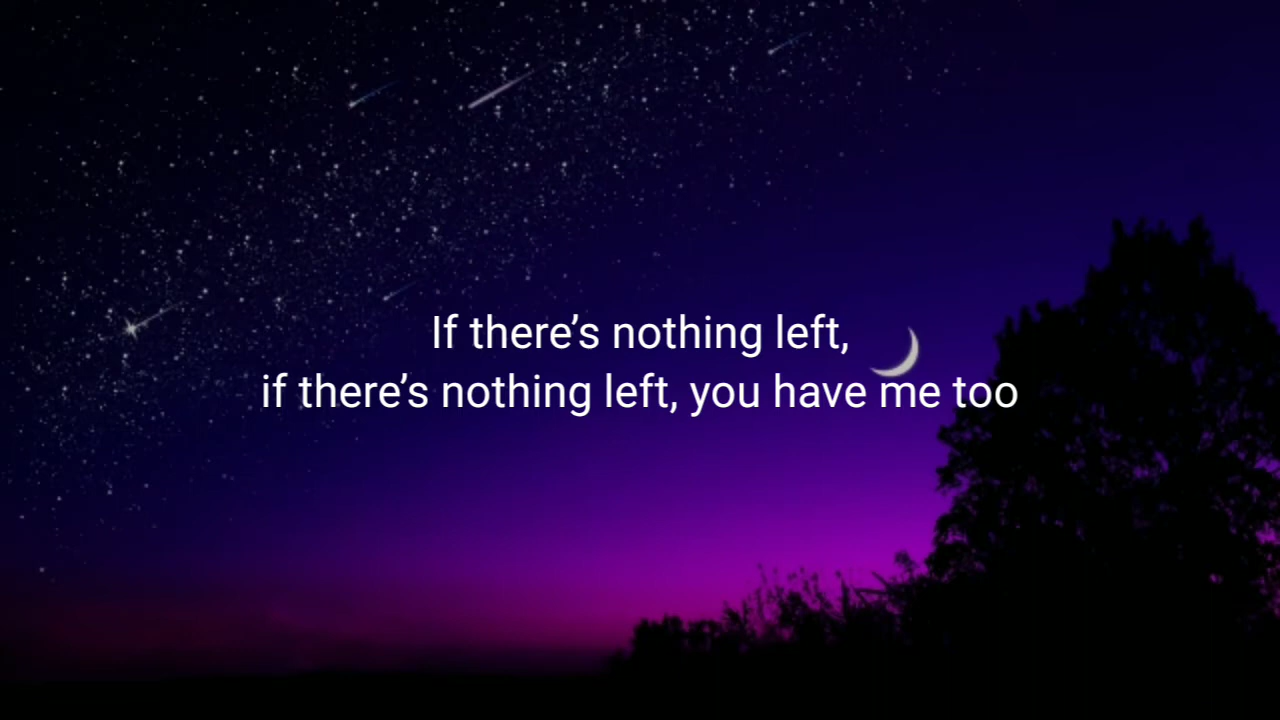 If there’s nothing left,
if there’s nothing left, you have me too